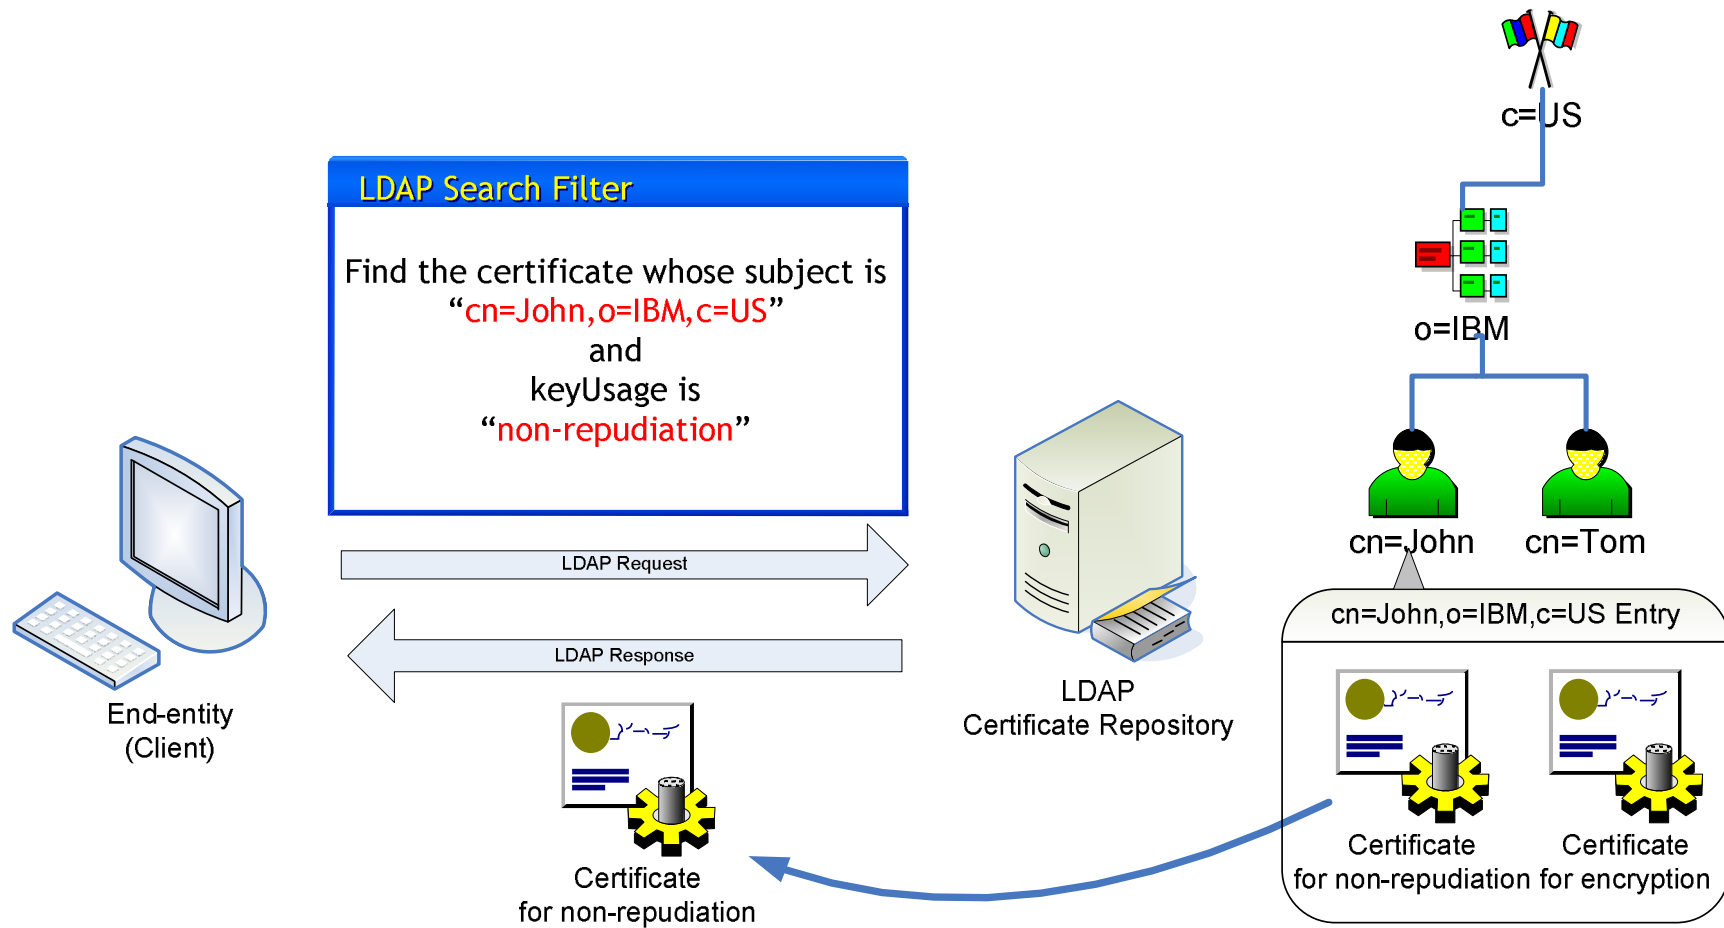 c=US
LDAP Search Filter
Find the certificate whose subject is
“cn=John,o=IBM,c=US”
and
keyUsage is
“non-repudiation”
o=IBM
cn=John
cn=Tom
LDAP Request
LDAP Response
cn=John,o=IBM,c=US Entry
End-entity
(Client)
LDAP
Certificate Repository
Certificate
for non-repudiation
Certificate
for encryption
Certificate
for non-repudiation